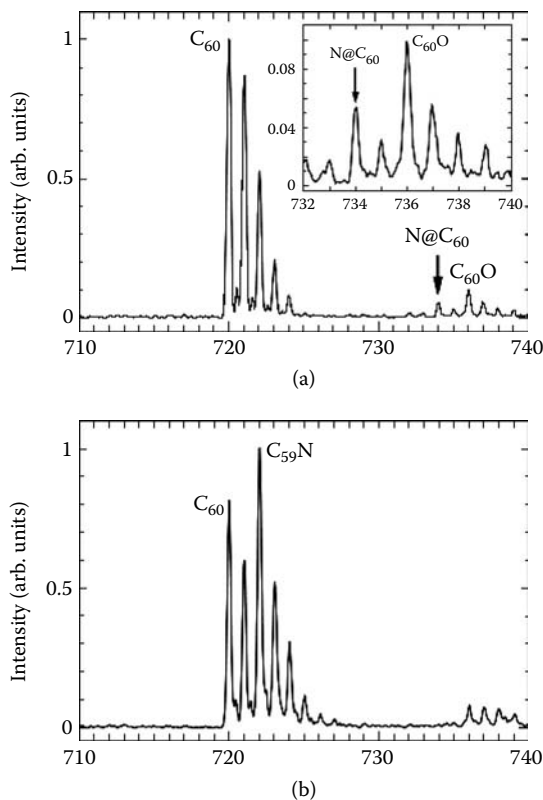 C60
N@C60
C60O
0.08
0.04
0
732 734 736 738 740
N@C60
C60O
1
0.5
0
Intensity (arb. units)
710 720 730 740
(a)
C59N
C60
1
0.5
0
Intensity (arb. units)
710 720 730 740
(b)